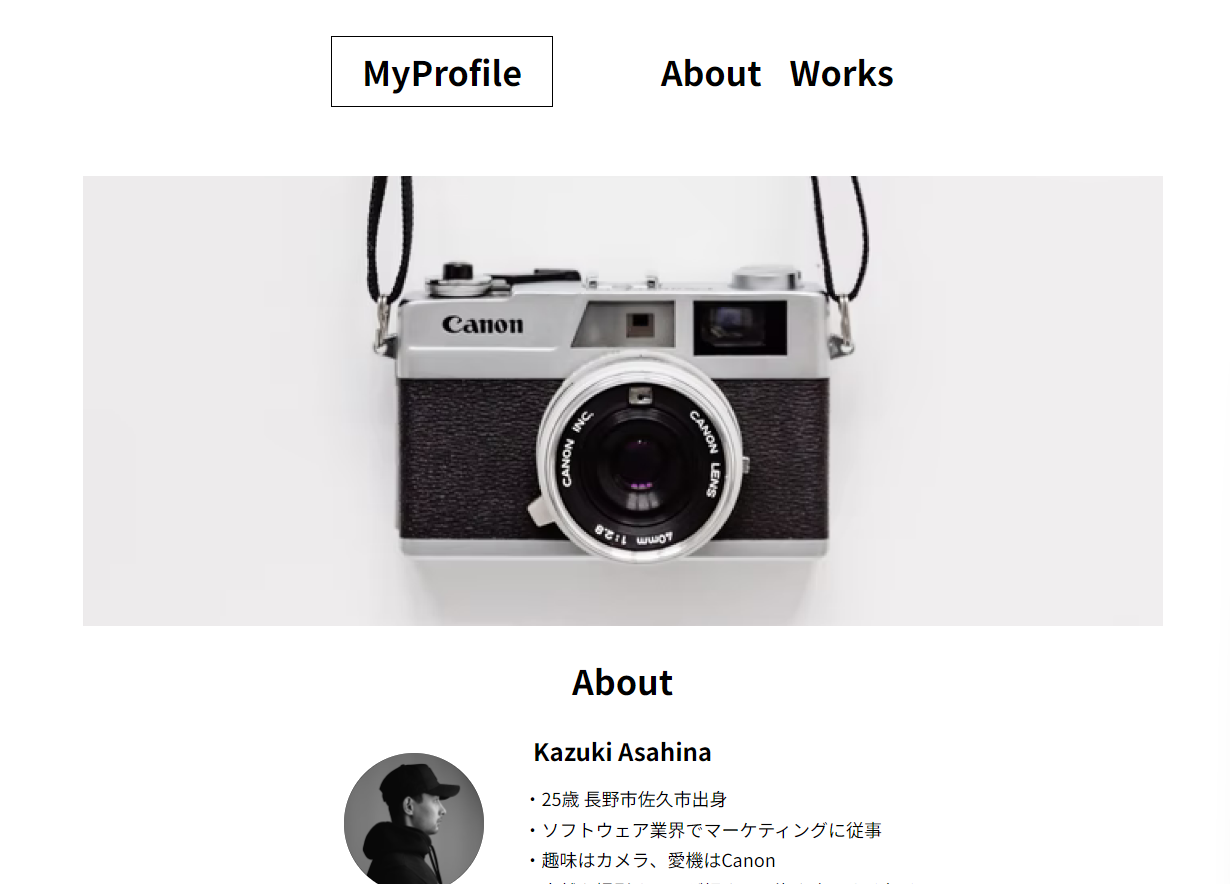 MyProfile
About Works
Canon
CANON INC.
CANON LENS
40mm 1:2.8
About
Kazuki Asahina
・25歳 長野市佐久市出身
・ソフトウェア業界でマーケティングに従事
・趣味はカメラ、愛機はCanon